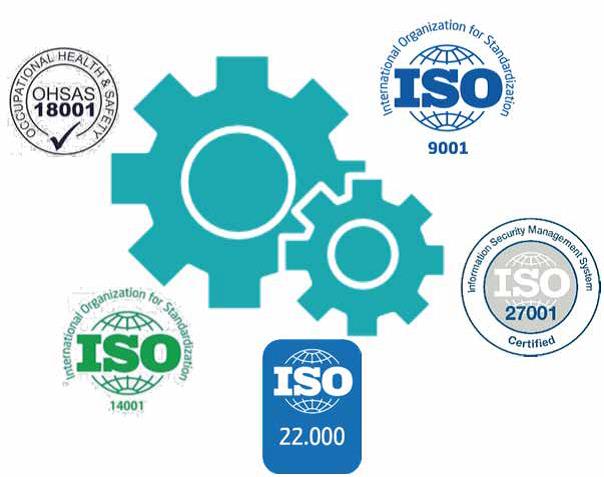 OCCUPATIONAL HEALTH & SAFETY
OHSAS
18001
International Organization for Standardization
ISO
9001
Information Security Management System
ISO
27001
Certified
International Organization for Standardization
ISO
14001
ISO
22.000